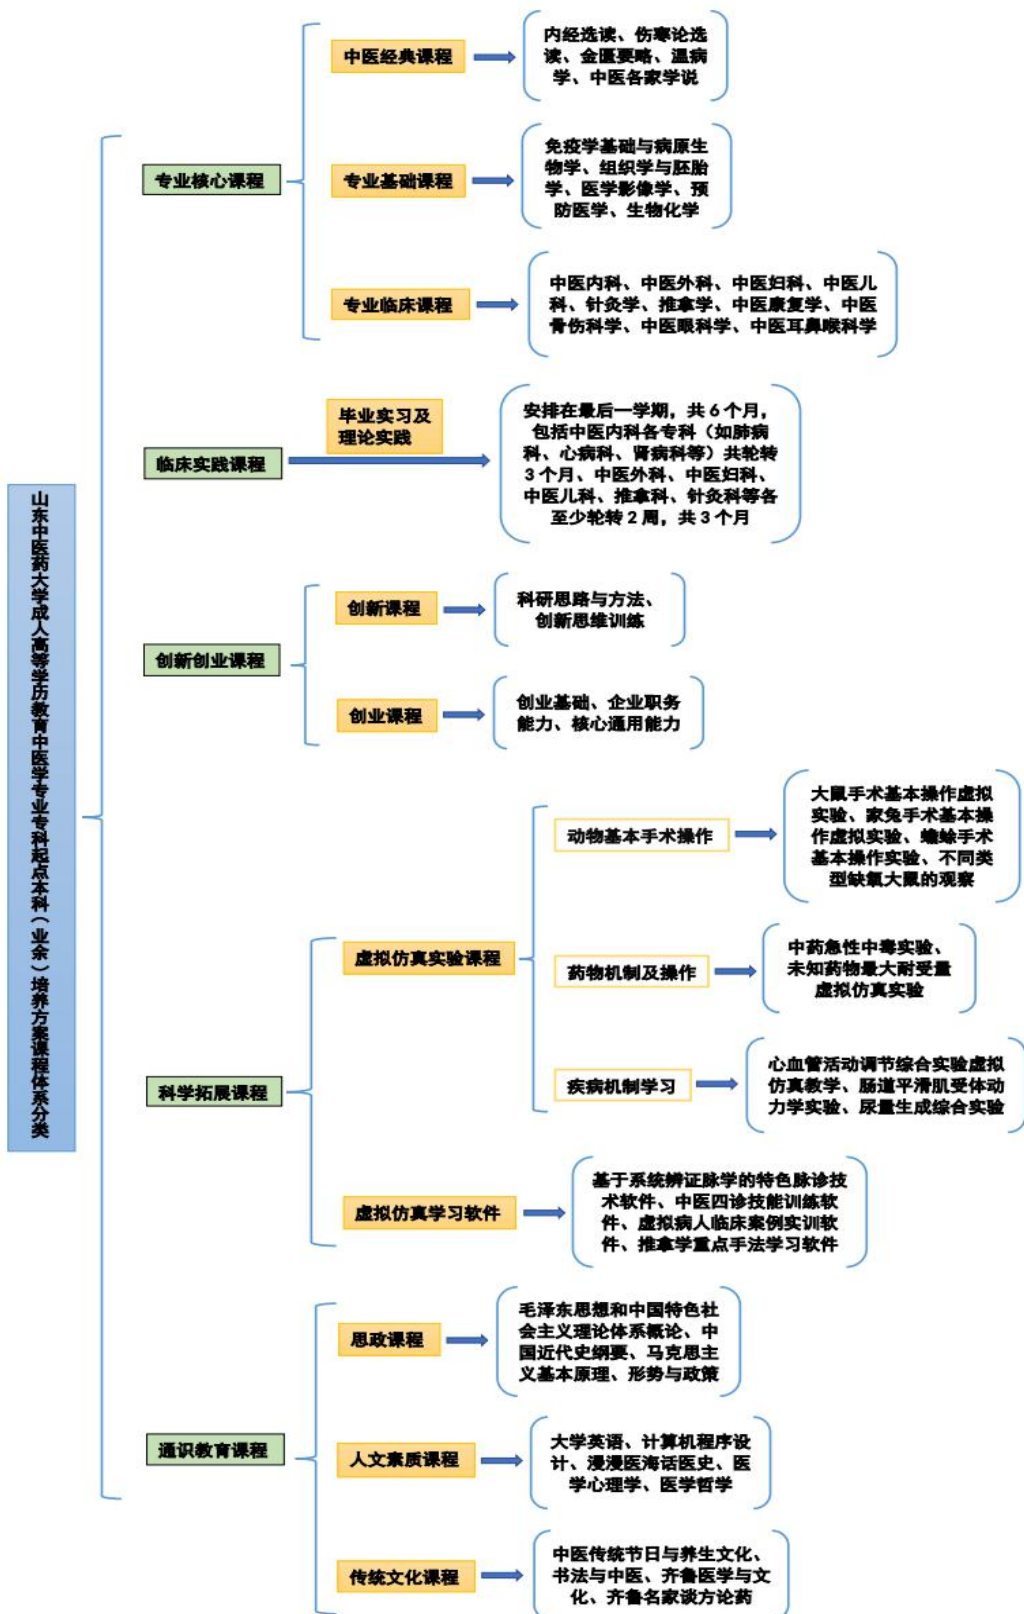 山东中医药大学成人高等学历教育中医学专业专科起点本科（业余）培养方案课程体系分类
专业核心课程
中医经典课程
内经选读、伤寒论选
读、金匮要略、温病
学、中医各家学说
专业基础课程
免疫学基础与病原生
物学、组织学与胚胎
学、医学影像学、预
防医学、生物化学
专业临床课程
中医内科、中医外科、中医妇科、中医儿
科、针灸学、推拿学、中医康复学、中医
骨伤科学、中医眼科学、中医耳鼻喉科学
临床实践课程
毕业实习及
理论实践
安排在最后一学期，共 6 个月，
包括中医内科各专科（如肺病
科、心病科、肾病科等）共轮转
3 个月、中医外科、中医妇科、
中医儿科、推拿科、针灸科等各
至少轮转 2 周，共 3 个月
创新创业课程
创新课程
科研思路与方法、
创新思维训练
创业课程
创业基础、企业职务
能力、核心通用能力
科学拓展课程
虚拟仿真实验课程
动物基本手术操作
大鼠手术基本操作虚拟
实验、家兔手术基本操
作虚拟实验、蟾蜍手术
基本操作实验、不同类
型缺氧大鼠的观察
药物机制及操作
中药急性中毒实验、
未知药物最大耐受量
虚拟仿真实验
疾病机制学习
心血管活动调节综合实验虚拟
仿真教学、肠道平滑肌受体动
力学实验、尿量生成综合实验
虚拟仿真学习软件
基于系统辨证脉学的特色脉诊技
术软件、中医四诊技能训练软
件、虚拟病人临床案例实训软
件、推拿学重点手法学习软件
通识教育课程
思政课程
毛泽东思想和中国特色社
会主义理论体系概论、中
国近代史纲要、马克思主
义基本原理、形势与政策
人文素质课程
大学英语、计算机程序设
计、漫漫医海话医史、医
学心理学、医学哲学
传统文化课程
中医传统节日与养生文化、
书法与中医、齐鲁医学与文
化、齐鲁名家谈方论药